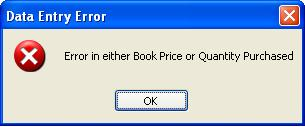 Data Entry Error
Error in either Book Price or Quantity Purchased
OK